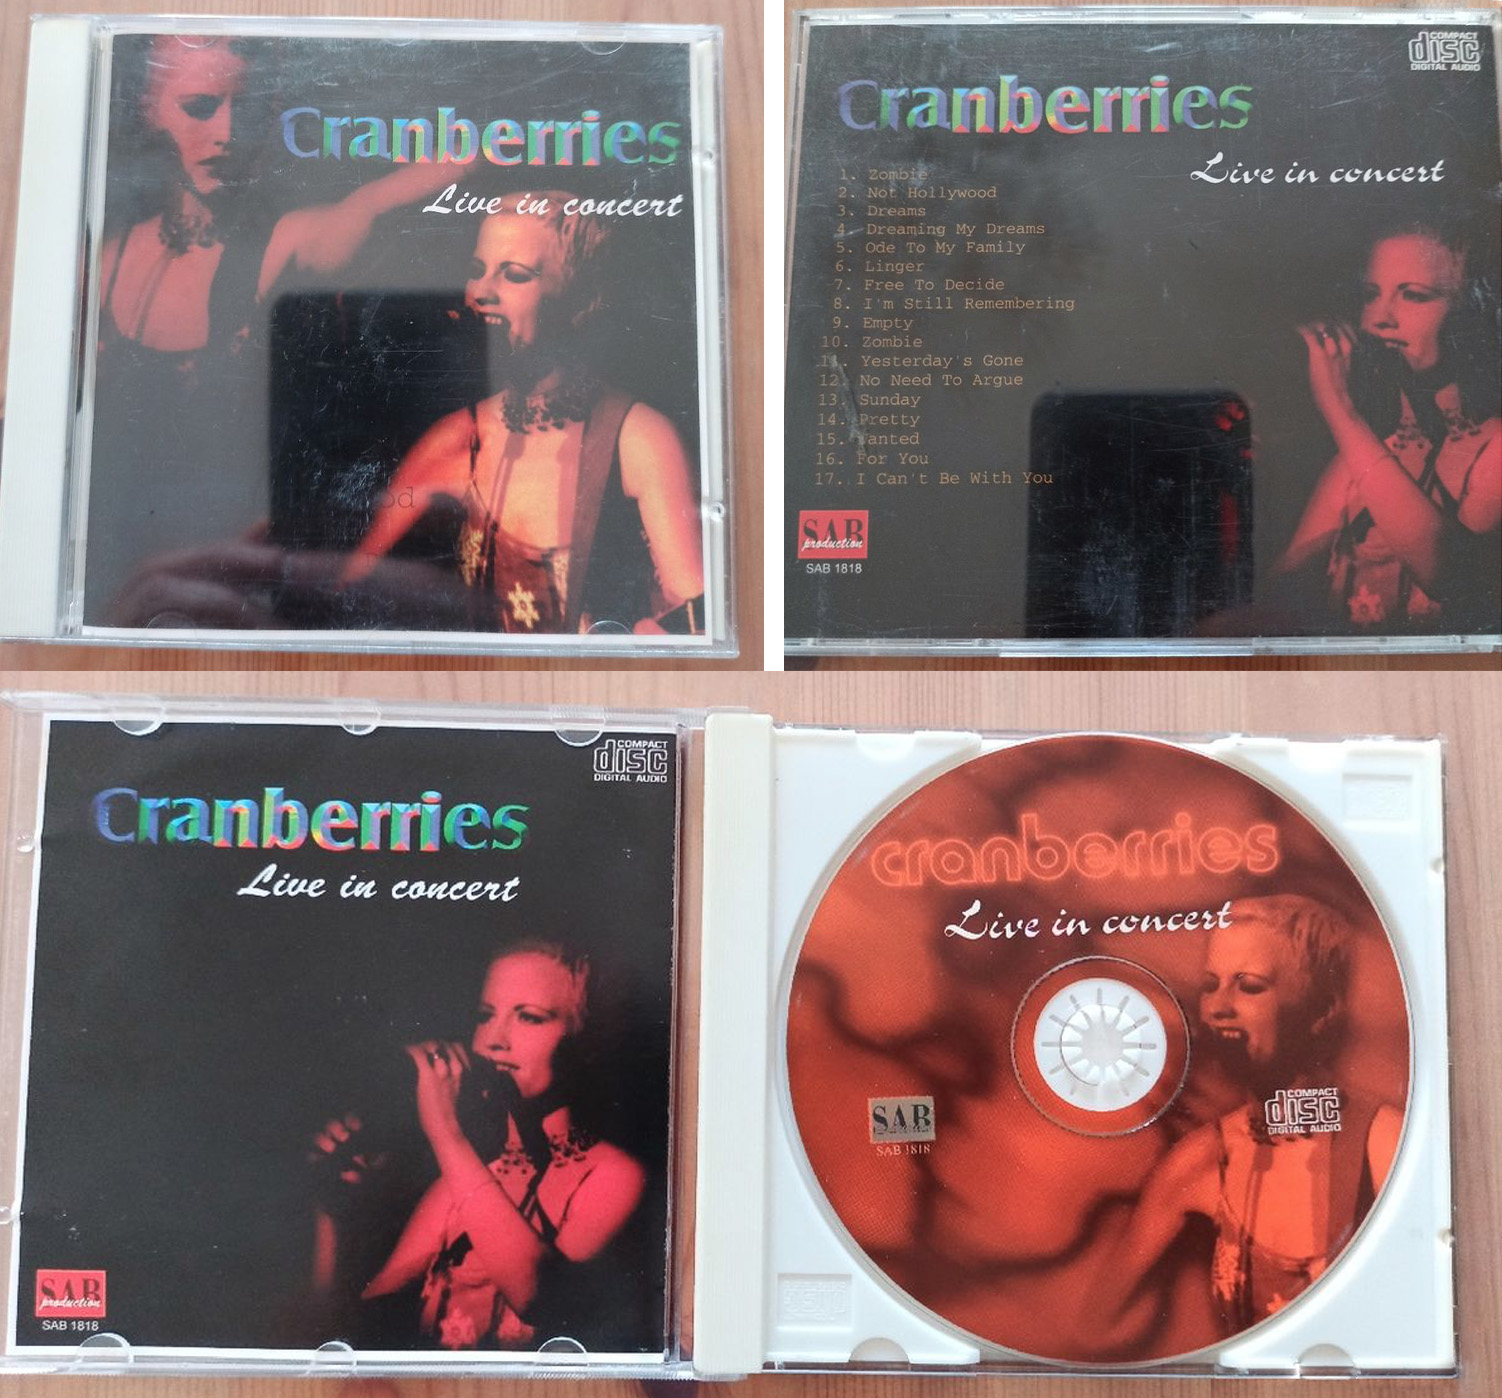 Cranberries
Live in concert
COMPACT
disc
DIGITAL AUDIO
Cranberries
Live in concert
1. Zombie
2. Not Hollywood
3. Dreams
4. Dreaming My Dreams
5. Ode To My Family
6. Linger
7. Free To Decide
8. I'm Still Remembering
9. Empty
10. Zombie
11. Yesterday's Gone
12. No Need To Argue
13. Sunday
14. Pretty
15. Wanted
16. For You
17. I Can't Be With You
SAB
production
SAB 1818
COMPACT
disc
DIGITAL AUDIO
Cranberries
Live in concert
SAB
production
SAB 1818
cranberries
Live in concert
SAB
SAB 1818
COMPACT
disc
DIGITAL AUDIO